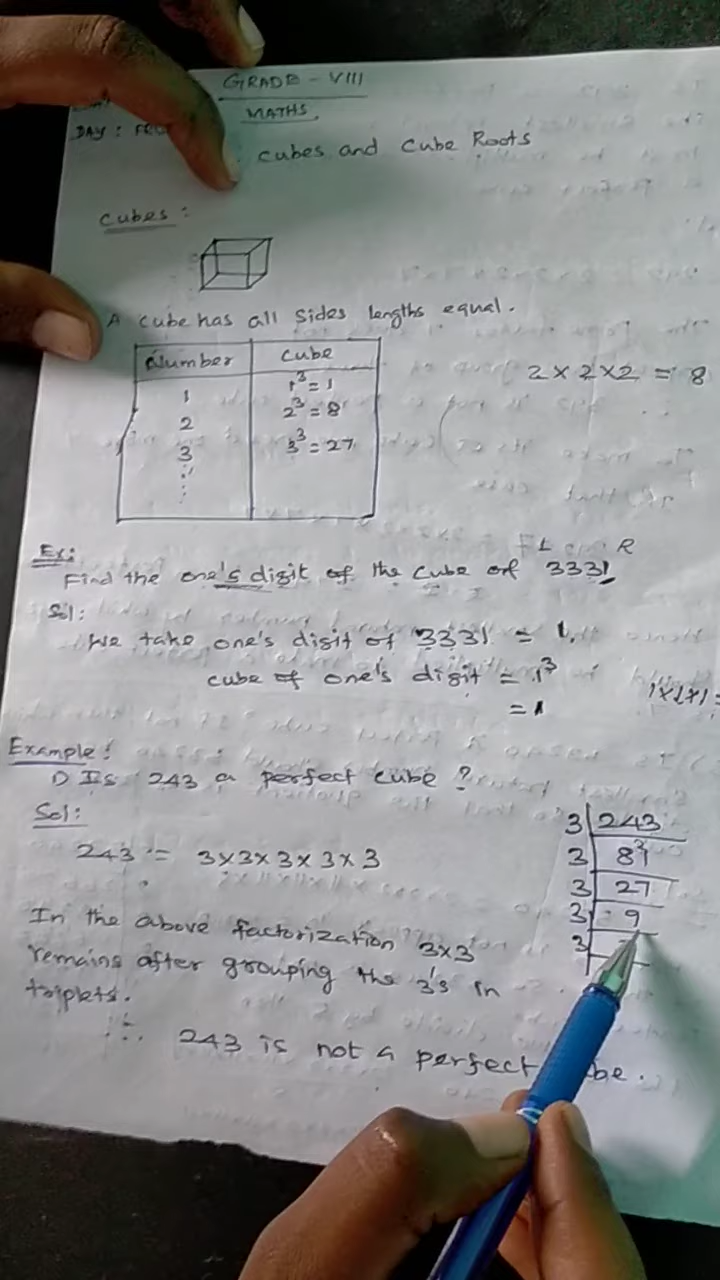 GRADE - VIII
MATHS
DAY :
Cubes and Cube Roots
Cubes :
A cube has all sides lengths equal.
Number Cube
1 1³ = 1
2 2³ = 8
3 3³ = 27
2 × 2 × 2 = 8
Ex:
L R
Find the one's digit of the cube of 3331
Sol:
We take one's digit of 3331 = 1.
cube of one's digit = 1³
= 1
1×1×1 =
Example:
1) Is 243 a perfect cube ?
Sol:
243 = 3×3×3×3×3
3 243
3 81
3 27
3 9
3
In the above factorization 3×3
remains after grouping the 3's in
triplets.
∴ 243 is not a perfect